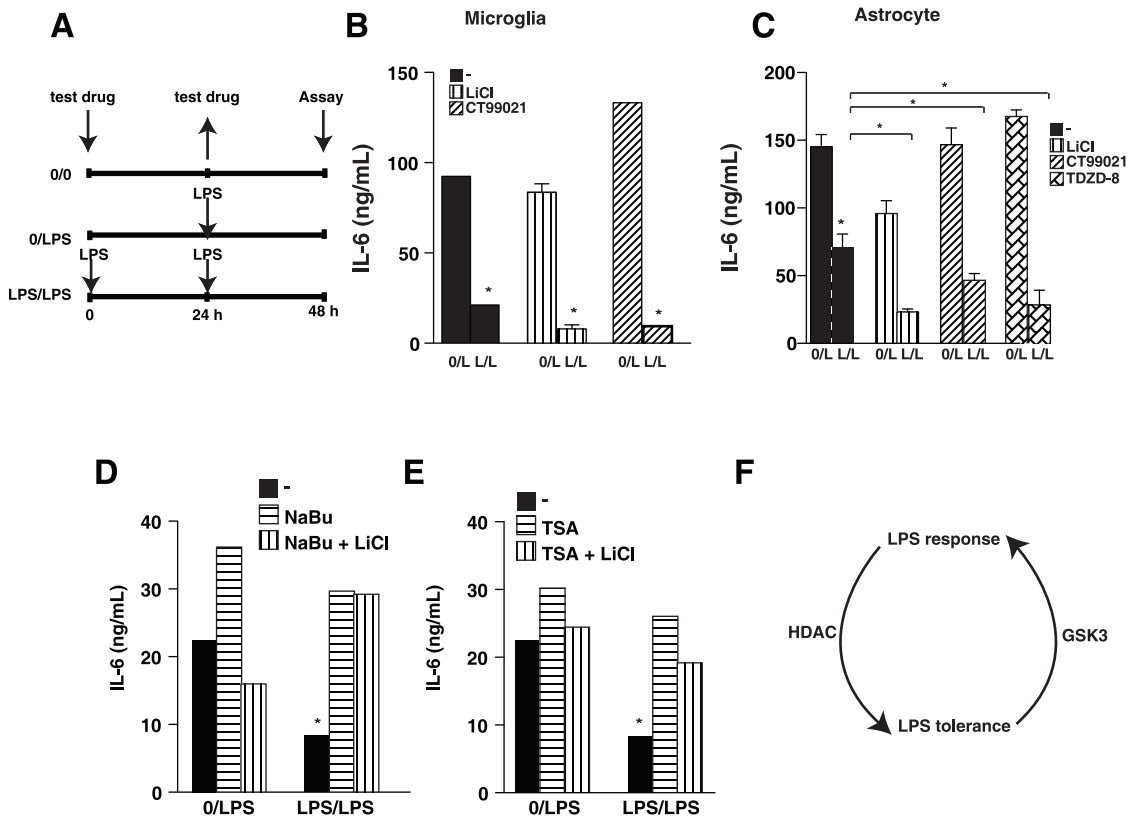 A
test drug
test drug
Assay
0/0
LPS
0/LPS
LPS
LPS
LPS/LPS
0
24 h
48 h
B
Microglia
-
LiCl
CT99021
IL-6 (ng/mL)
150
100
50
0
0/L L/L
0/L L/L
0/L L/L
*
*
*
C
Astrocyte
-
LiCl
CT99021
TDZD-8
IL-6 (ng/mL)
200
150
100
50
0
0/L L/L
0/L L/L
0/L L/L
0/L L/L
*
*
*
*
D
-
NaBu
NaBu + LiCl
IL-6 (ng/mL)
40
30
20
10
0
*
0/LPS
LPS/LPS
E
-
TSA
TSA + LiCl
IL-6 (ng/mL)
40
30
20
10
0
*
0/LPS
LPS/LPS
F
LPS response
HDAC
GSK3
LPS tolerance